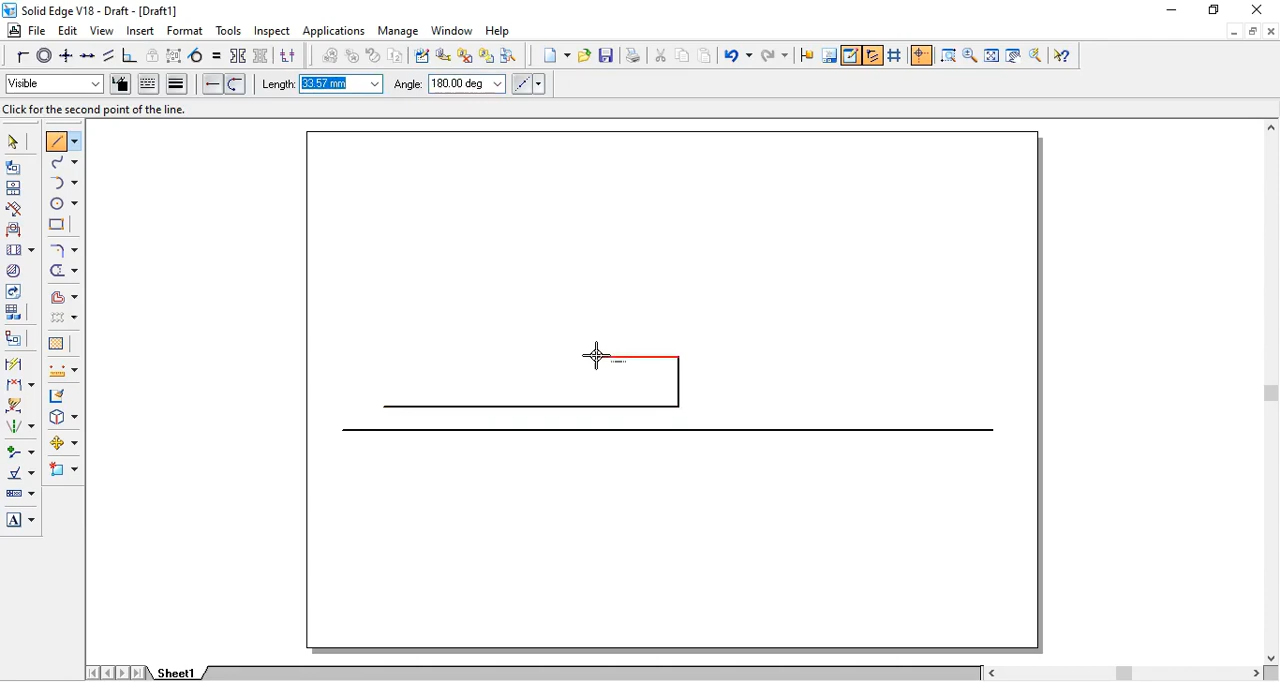 Solid Edge V18 - Draft - [Draft1]
File Edit View Insert Format Tools Inspect Applications Manage Window Help
Visible Length: 33.57 mm Angle: 180.00 deg
Click for the second point of the line.
Sheet1